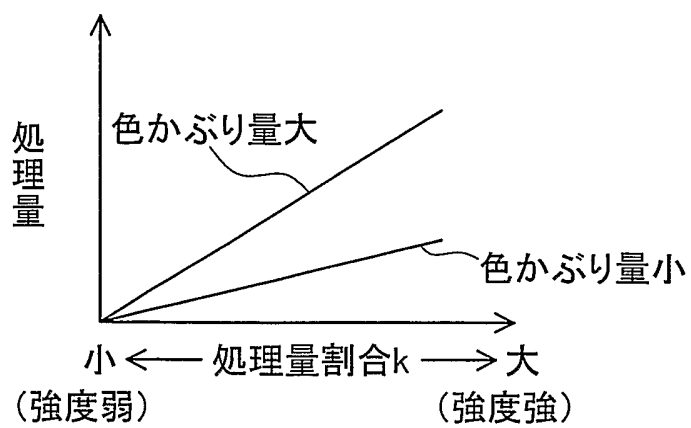 処理量
色かぶり量大
色かぶり量小
小 ← 処理量割合k → 大
(強度弱) (強度強)